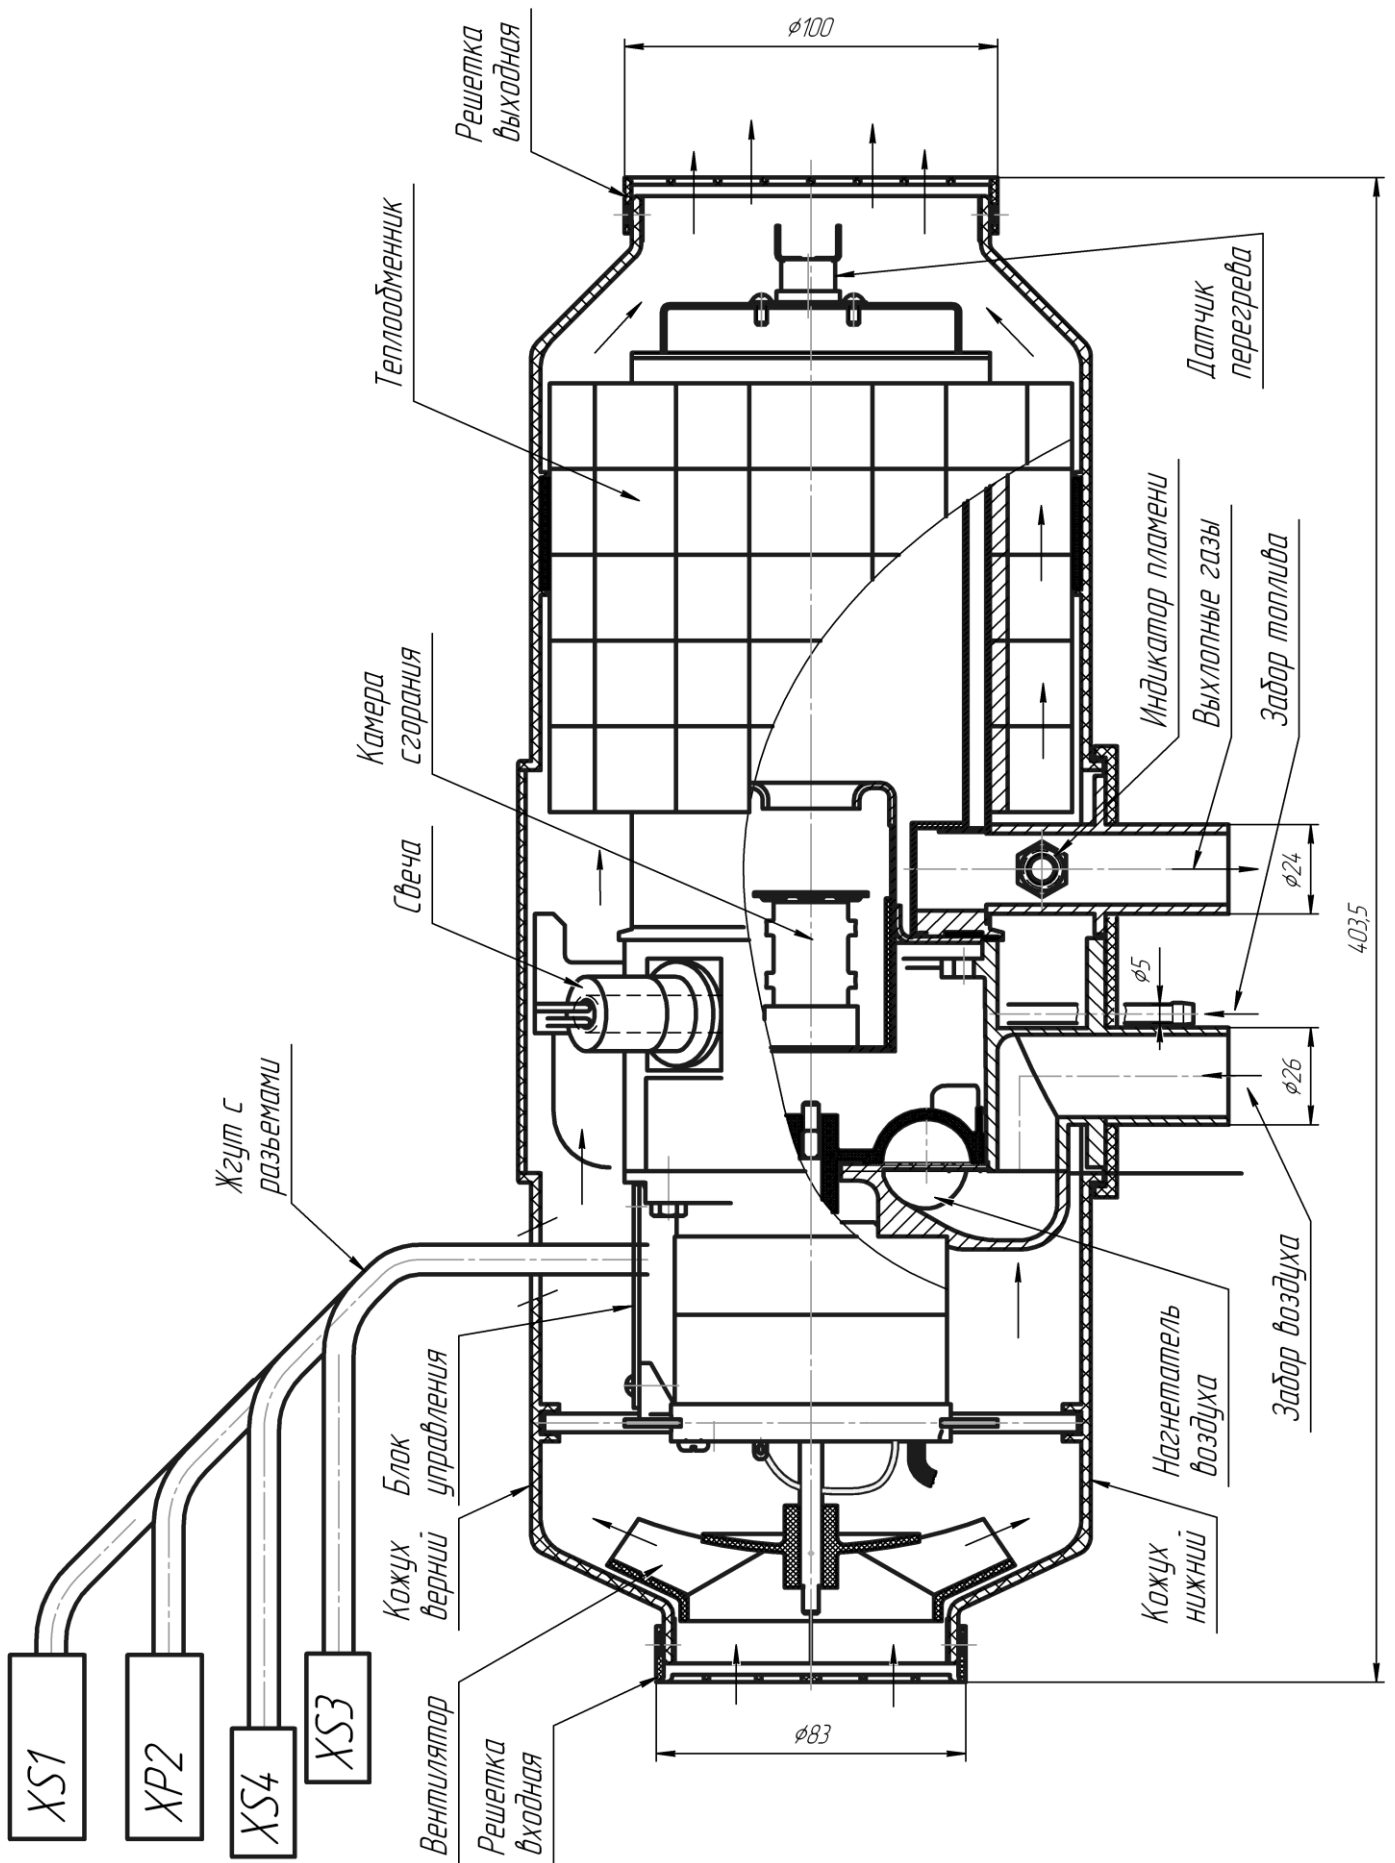 XS1
XP2
XS4
XS3
Жгут с
разъемами
Свеча
Камера
сгорания
Теплообменник
Решетка
выходная
Вентилятор
Решетка
входная
Кожух
верний
Блок
управления
ϕ83
ϕ100
403,5
ϕ26
ϕ5
ϕ24
Кожух
нижний
Нагнетатель
воздуха
Забор воздуха
Индикатор пламени
Выхлопные газы
Забор топлива
Датчик
перегрева